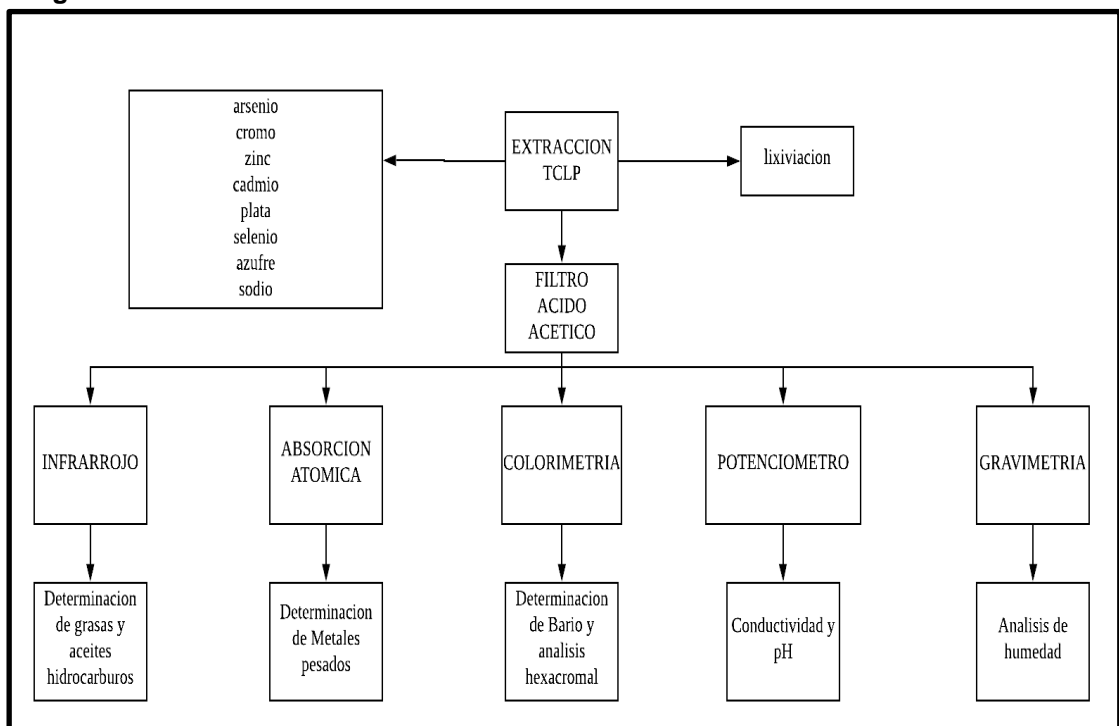 arsenio
cromo
zinc
cadmio
plata
selenio
azufre
sodio
EXTRACCION
TCLP
lixiviacion
FILTRO
ACIDO
ACETICO
INFRARROJO
ABSORCION
ATOMICA
COLORIMETRIA
POTENCIOMETRO
GRAVIMETRIA
Determinacion
de grasas y
aceites
hidrocarburos
Determinacion
de Metales
pesados
Determinacion
de Bario y
analisis
hexacromal
Conductividad y
pH
Analisis de
humedad